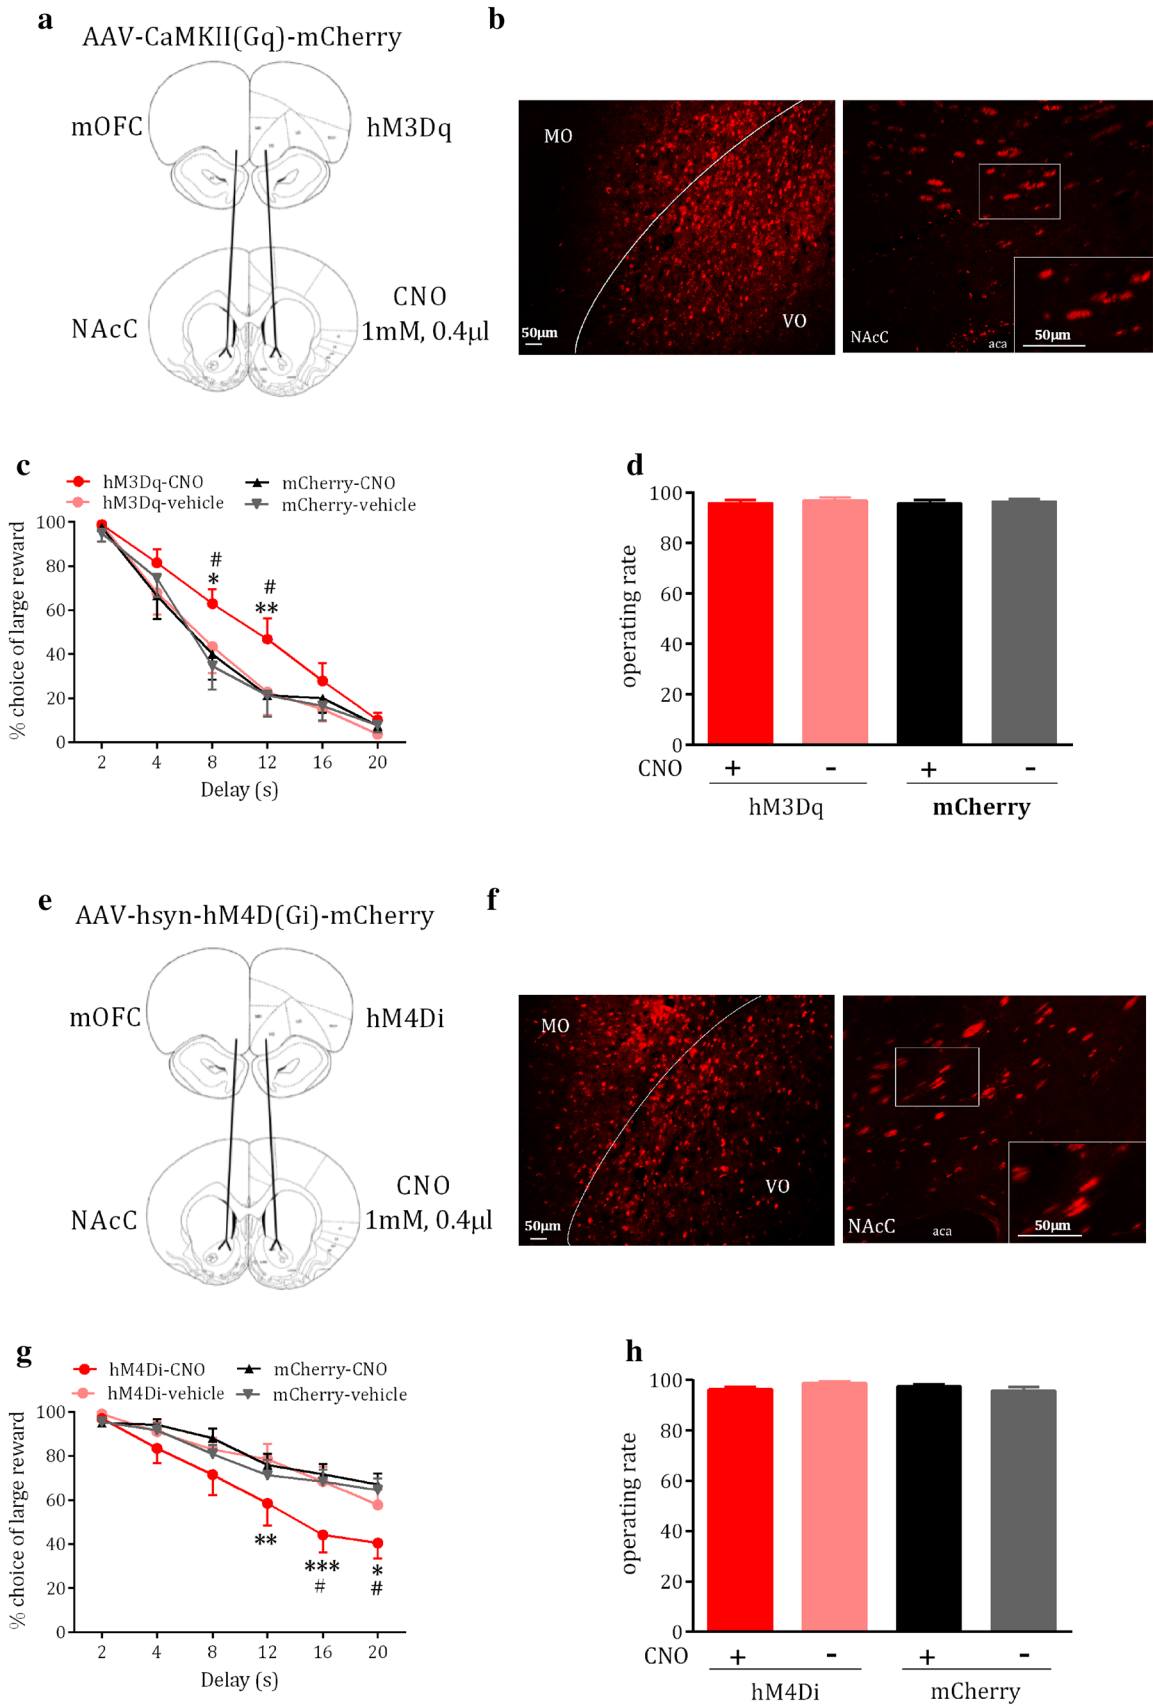 a
AAV-CaMKII(Gq)-mCherry
mOFC
hM3Dq
NAcC
CNO
1mM, 0.4µl
b
MO
VO
50µm
NAcC
aca
50µm
c
hM3Dq-CNO
hM3Dq-vehicle
mCherry-CNO
mCherry-vehicle
% choice of large reward
100
80
60
40
20
0
#
*
#
**
2 4 8 12 16 20
Delay (s)
d
operating rate
100
80
60
40
20
0
CNO + - + -
hM3Dq mCherry
e
AAV-hsyn-hM4D(Gi)-mCherry
mOFC
hM4Di
NAcC
CNO
1mM, 0.4µl
f
MO
VO
50µm
NAcC
aca
50µm
g
hM4Di-CNO
hM4Di-vehicle
mCherry-CNO
mCherry-vehicle
% choice of large reward
100
80
60
40
20
0
**
***
#
*
#
2 4 8 12 16 20
Delay (s)
h
operating rate
100
80
60
40
20
0
CNO + - + -
hM4Di mCherry